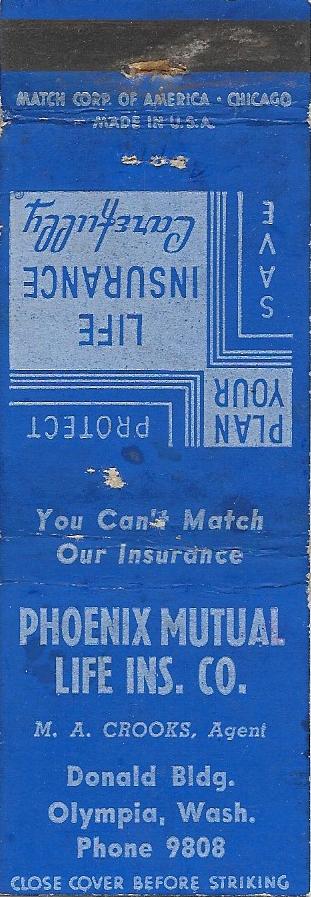 MATCH CORP. OF AMERICA • CHICAGO
MADE IN U.S.A.
PLAN
YOUR
PROTECT
SAVE
LIFE
INSURANCE
Carefully
You Can't Match
Our Insurance
PHOENIX MUTUAL
LIFE INS. CO.
M. A. CROOKS, Agent
Donald Bldg.
Olympia, Wash.
Phone 9808
CLOSE COVER BEFORE STRIKING